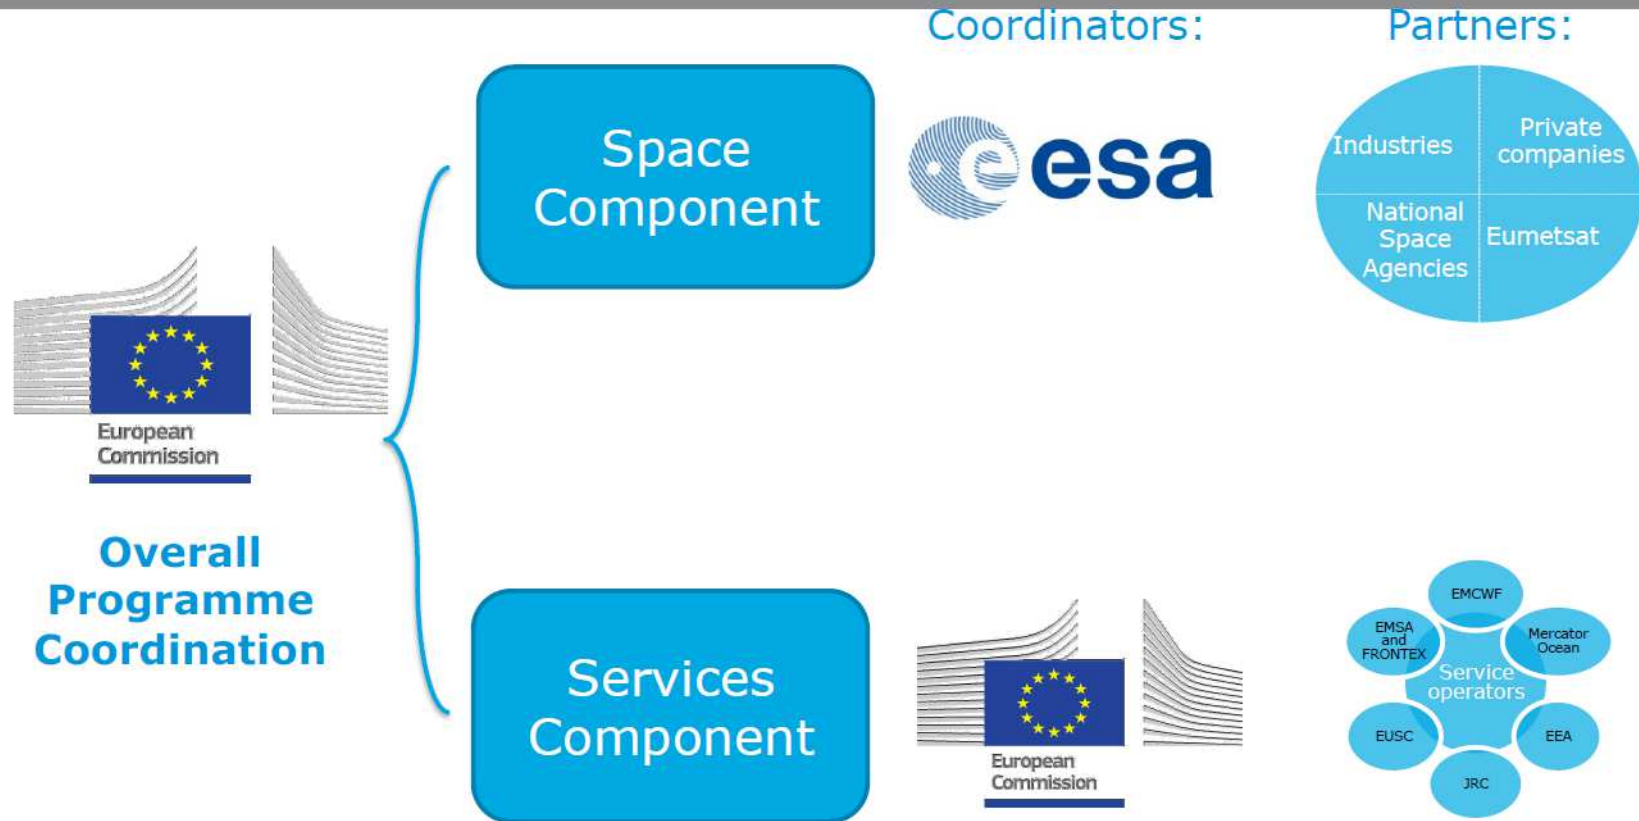 Coordinators:
Partners:
Space
Component
esa
Industries
Private
companies
National
Space
Agencies
Eumetsat
European
Commission
Overall
Programme
Coordination
Services
Component
European
Commission
EMCWF
EMSA
and
FRONTEX
Mercator
Ocean
Service
operators
EUSC
EEA
JRC